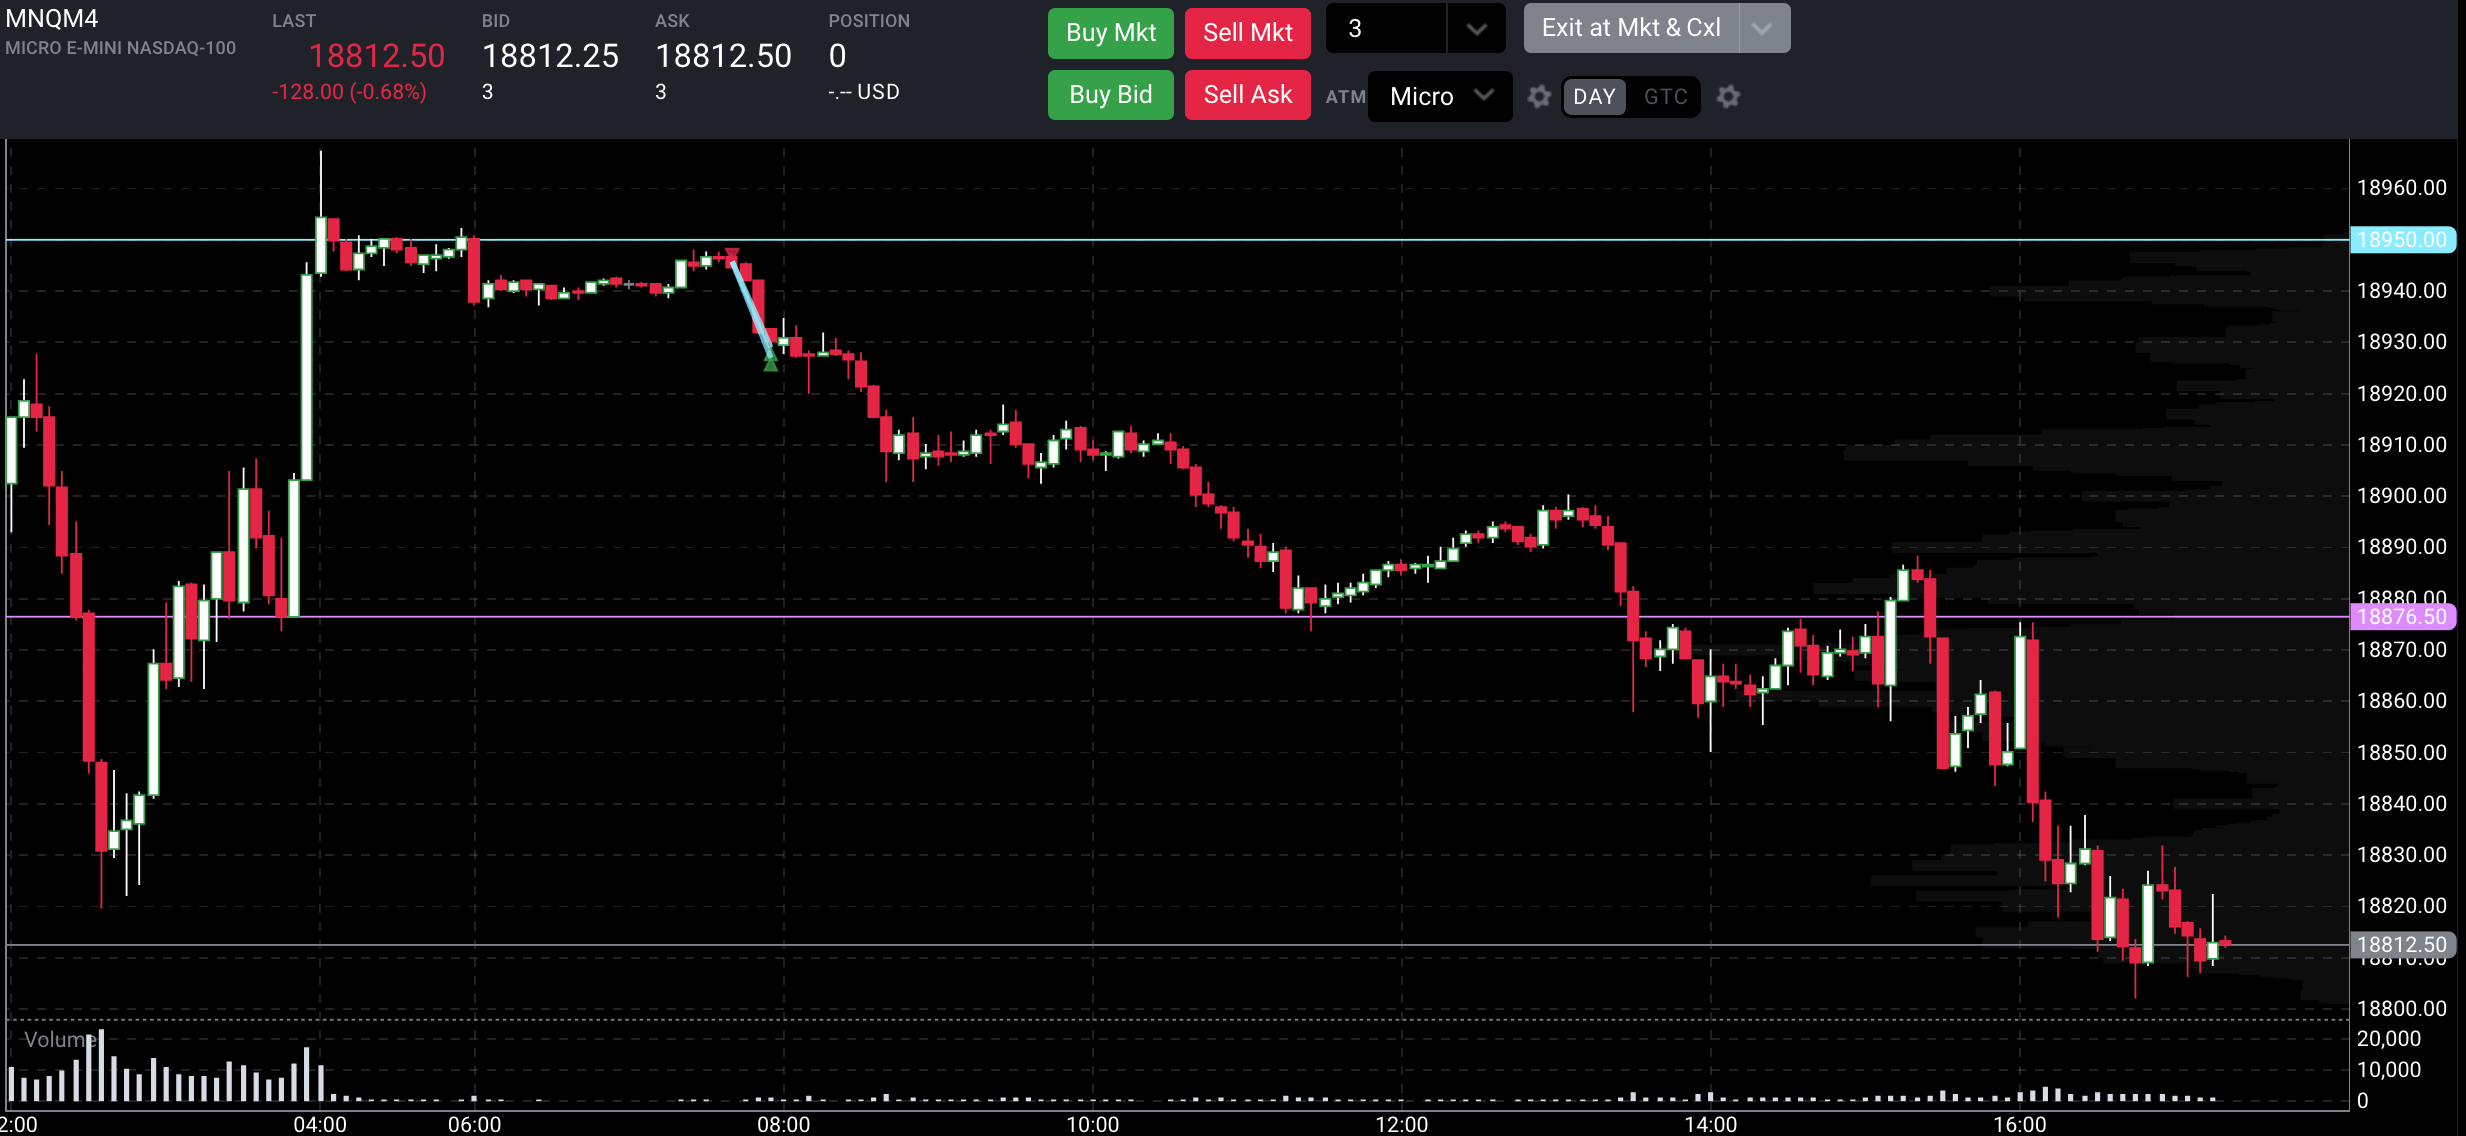 MNQM4
MICRO E-MINI NASDAQ-100
LAST
18812.50
-128.00 (-0.68%)
BID
18812.25
3
ASK
18812.50
3
POSITION
0
-.-- USD
Buy Mkt
Sell Mkt
3
Exit at Mkt & Cxl
Buy Bid
Sell Ask
ATM
Micro
DAY
GTC
18960.00
18950.00
18940.00
18930.00
18920.00
18910.00
18900.00
18890.00
18880.00
18876.50
18870.00
18860.00
18850.00
18840.00
18830.00
18820.00
18812.50
18810.00
18800.00
Volume
20,000
10,000
0
2:00 04:00 06:00 08:00 10:00 12:00 14:00 16:00